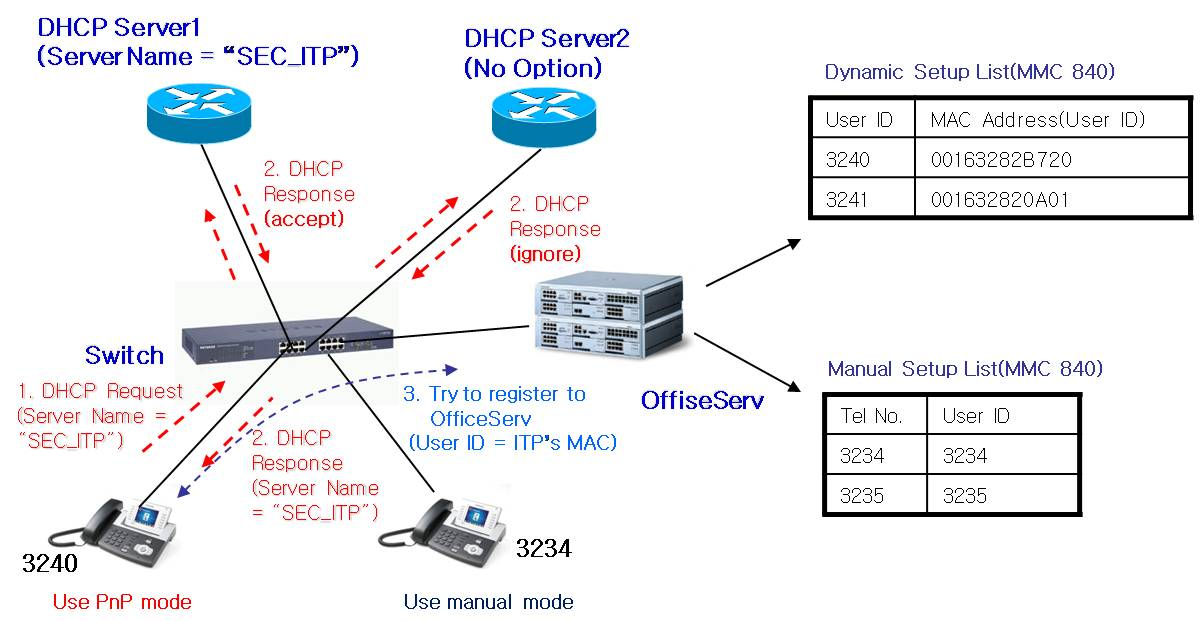 DHCP Server1
(Server Name = “SEC_ITP”)
DHCP Server2
(No Option)
Dynamic Setup List(MMC 840)
User ID MAC Address(User ID)
3240 00163282B720
3241 001632820A01
2. DHCP
Response
(accept)
2. DHCP
Response
(ignore)
Switch
1. DHCP Request
(Server Name =
“SEC_ITP”)
2. DHCP
Response
(Server Name
= “SEC_ITP”)
3. Try to register to
OfficeServ
(User ID = ITP’s MAC)
OffiseServ
Manual Setup List(MMC 840)
Tel No. User ID
3234 3234
3235 3235
3240
Use PnP mode
3234
Use manual mode